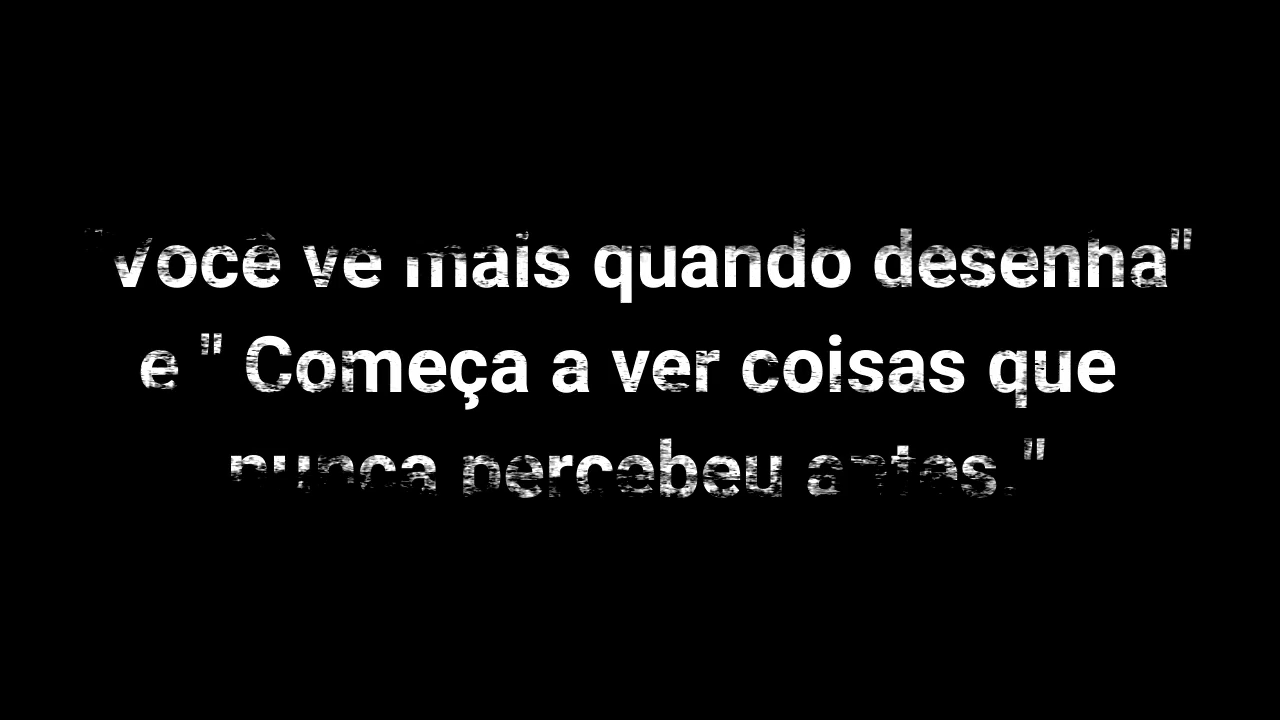 "Você ve mais quando desenha"
e " Começa a ver coisas que
nunca percebeu antes."